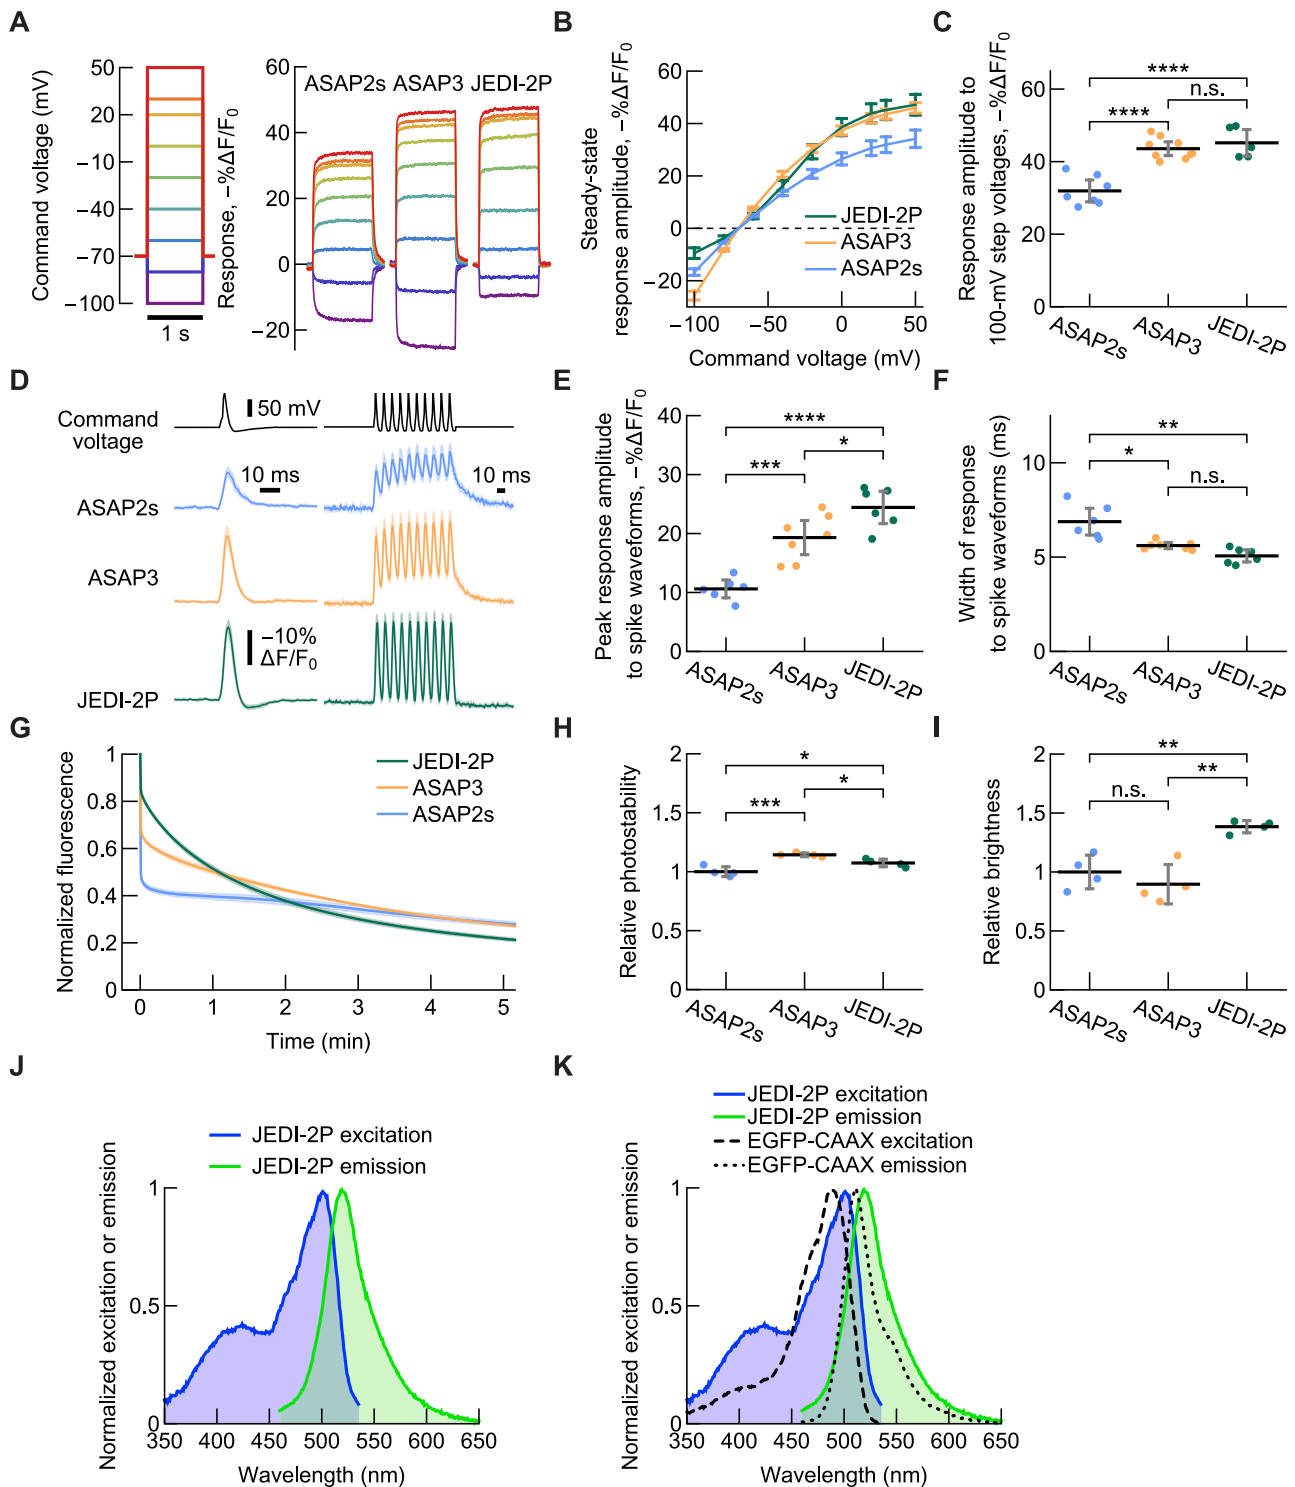 A
Command voltage (mV)
50
30
20
0
−20
−40
−60
−70
−80
−100
1 s
Response, −%ΔF/F0
60
40
20
0
−20
ASAP2s
ASAP3
JEDI-2P
B
Steady-state
response amplitude, −%ΔF/F0
60
40
20
0
−20
−100
−50
0
50
Command voltage (mV)
JEDI-2P
ASAP3
ASAP2s
C
Response amplitude to
100-mV step voltages, −%ΔF/F0
60
40
20
0
****
n.s.
****
ASAP2s
ASAP3
JEDI-2P
D
Command
voltage
50 mV
10 ms
10 ms
ASAP2s
ASAP3
−10%
ΔF/F0
JEDI-2P
E
Peak response amplitude
to spike waveforms, −%ΔF/F0
40
30
20
10
0
****
*
***
ASAP2s
ASAP3
JEDI-2P
F
Width of response
to spike waveforms (ms)
10
5
0
**
*
n.s.
ASAP2s
ASAP3
JEDI-2P
G
Normalized fluorescence
1
0.8
0.6
0.4
0.2
0
0
1
2
3
4
5
Time (min)
JEDI-2P
ASAP3
ASAP2s
H
Relative photostability
2
1.5
1
0.5
0
*
*
***
ASAP2s
ASAP3
JEDI-2P
I
Relative brightness
2
1.5
1
0.5
0
**
**
n.s.
ASAP2s
ASAP3
JEDI-2P
J
JEDI-2P excitation
JEDI-2P emission
Normalized excitation or emission
1
0.5
0
350
400
450
500
550
600
650
Wavelength (nm)
K
JEDI-2P excitation
JEDI-2P emission
EGFP-CAAX excitation
EGFP-CAAX emission
Normalized excitation or emission
1
0.5
0
350
400
450
500
550
600
650
Wavelength (nm)